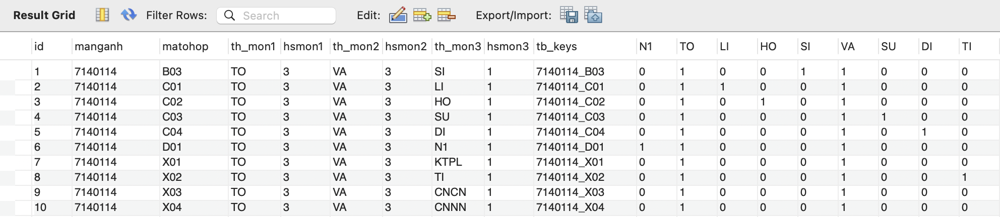 Result Grid Filter Rows: Search Edit: Export/Import:
id manganh matohop th_mon1 hsmon1 th_mon2 hsmon2 th_mon3 hsmon3 tb_keys N1 TO LI HO SI VA SU DI TI
1 7140114 B03 TO 3 VA 3 SI 1 7140114_B03 0 1 0 0 1 1 0 0 0
2 7140114 C01 TO 3 VA 3 LI 1 7140114_C01 0 1 1 0 0 1 0 0 0
3 7140114 C02 TO 3 VA 3 HO 1 7140114_C02 0 1 0 1 0 1 0 0 0
4 7140114 C03 TO 3 VA 3 SU 1 7140114_C03 0 1 0 0 0 1 1 0 0
5 7140114 C04 TO 3 VA 3 DI 1 7140114_C04 0 1 0 0 0 1 0 1 0
6 7140114 D01 TO 3 VA 3 N1 1 7140114_D01 1 1 0 0 0 1 0 0 0
7 7140114 X01 TO 3 VA 3 KTPL 1 7140114_X01 0 1 0 0 0 1 0 0 0
8 7140114 X02 TO 3 VA 3 TI 1 7140114_X02 0 1 0 0 0 1 0 0 1
9 7140114 X03 TO 3 VA 3 CNCN 1 7140114_X03 0 1 0 0 0 1 0 0 0
10 7140114 X04 TO 3 VA 3 CNNN 1 7140114_X04 0 1 0 0 0 1 0 0 0